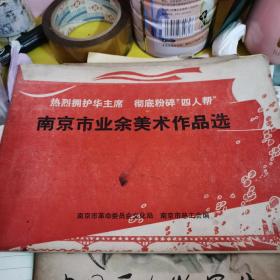 热烈拥护华主席 彻底粉碎“四人帮”
南京市业余美术作品选
南京市革命委员会文化局 南京市总工会编